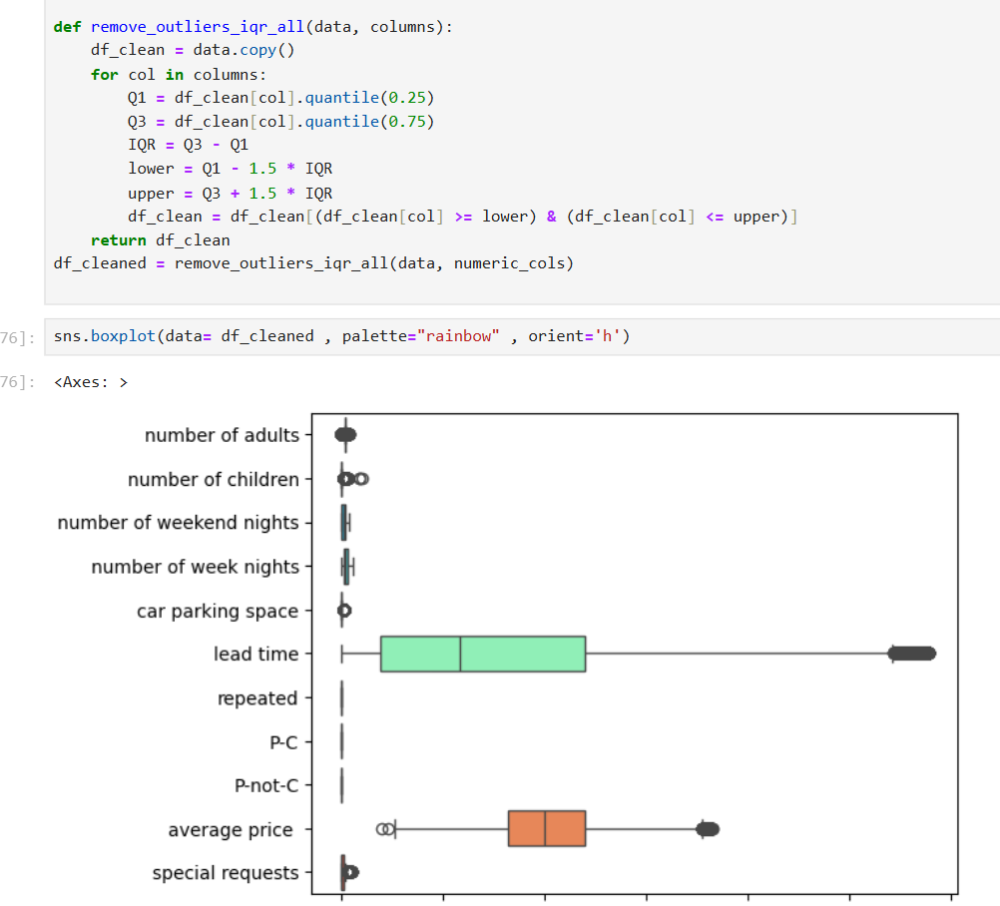 def remove_outliers_iqr_all(data, columns):
    df_clean = data.copy()
    for col in columns:
        Q1 = df_clean[col].quantile(0.25)
        Q3 = df_clean[col].quantile(0.75)
        IQR = Q3 - Q1
        lower = Q1 - 1.5 * IQR
        upper = Q3 + 1.5 * IQR
        df_clean = df_clean[(df_clean[col] >= lower) & (df_clean[col] <= upper)]
    return df_clean
df_cleaned = remove_outliers_iqr_all(data, numeric_cols)
76]: sns.boxplot(data= df_cleaned , palette="rainbow" , orient='h')
76]: <Axes: >
number of adults
number of children
number of weekend nights
number of week nights
car parking space
lead time
repeated
P-C
P-not-C
average price
special requests